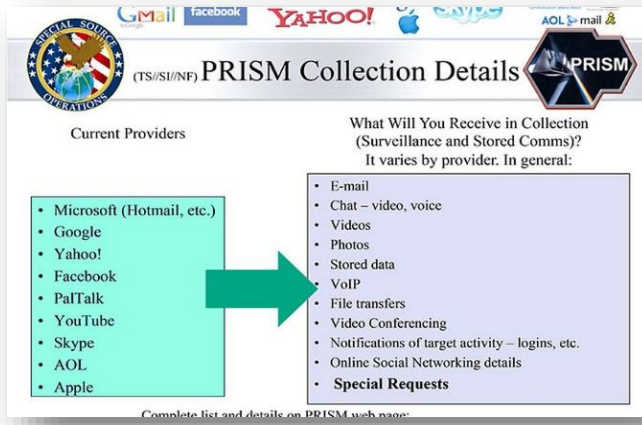 GMail
facebook
YAHOO!
SKYPE
AOL mail
SPECIAL SOURCE
OPERATIONS
(TS//SI//NF) PRISM Collection Details
PRISM
Current Providers
• Microsoft (Hotmail, etc.)
• Google
• Yahoo!
• Facebook
• PalTalk
• YouTube
• Skype
• AOL
• Apple
What Will You Receive in Collection
(Surveillance and Stored Comms)?
It varies by provider. In general:
• E-mail
• Chat – video, voice
• Videos
• Photos
• Stored data
• VoIP
• File transfers
• Video Conferencing
• Notifications of target activity – logins, etc.
• Online Social Networking details
• Special Requests
Complete list and details on PRISM web page: